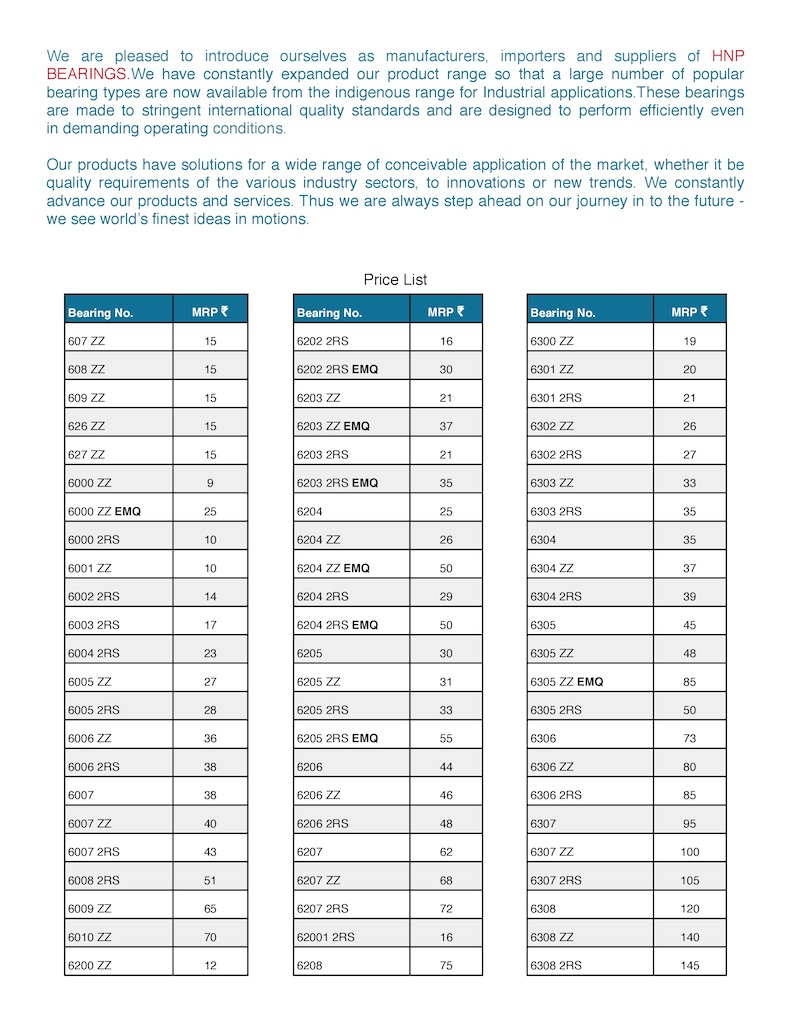 We are pleased to introduce ourselves as manufacturers, importers and suppliers of HNP
BEARINGS.We have constantly expanded our product range so that a large number of popular
bearing types are now available from the indigenous range for Industrial applications.These bearings
are made to stringent international quality standards and are designed to perform efficiently even
in demanding operating conditions.
Our products have solutions for a wide range of conceivable application of the market, whether it be
quality requirements of the various industry sectors, to innovations or new trends. We constantly
advance our products and services. Thus we are always step ahead on our journey in to the future -
we see world's finest ideas in motions.
Price List
Bearing No. MRP ₹
607 ZZ 15
608 ZZ 15
609 ZZ 15
626 ZZ 15
627 ZZ 15
6000 ZZ 9
6000 ZZ EMQ 25
6000 2RS 10
6001 ZZ 10
6002 2RS 14
6003 2RS 17
6004 2RS 23
6005 ZZ 27
6005 2RS 28
6006 ZZ 36
6006 2RS 38
6007 38
6007 ZZ 40
6007 2RS 43
6008 2RS 51
6009 ZZ 65
6010 ZZ 70
6200 ZZ 12
Bearing No. MRP ₹
6202 2RS 16
6202 2RS EMQ 30
6203 ZZ 21
6203 ZZ EMQ 37
6203 2RS 21
6203 2RS EMQ 35
6204 25
6204 ZZ 26
6204 ZZ EMQ 50
6204 2RS 29
6204 2RS EMQ 50
6205 30
6205 ZZ 31
6205 2RS 33
6205 2RS EMQ 55
6206 44
6206 ZZ 46
6206 2RS 48
6207 62
6207 ZZ 68
6207 2RS 72
62001 2RS 16
6208 75
Bearing No. MRP ₹
6300 ZZ 19
6301 ZZ 20
6301 2RS 21
6302 ZZ 26
6302 2RS 27
6303 ZZ 33
6303 2RS 35
6304 35
6304 ZZ 37
6304 2RS 39
6305 45
6305 ZZ 48
6305 ZZ EMQ 85
6305 2RS 50
6306 73
6306 ZZ 80
6306 2RS 85
6307 95
6307 ZZ 100
6307 2RS 105
6308 120
6308 ZZ 140
6308 2RS 145